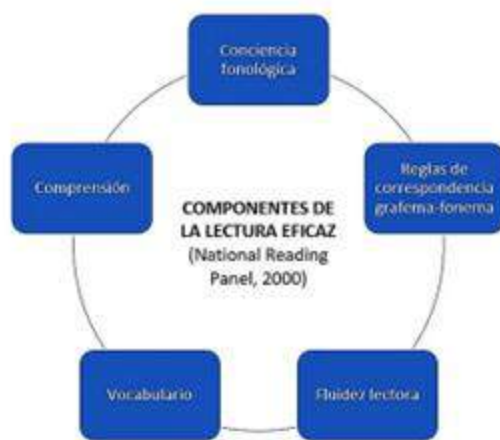 Conciencia
fonológica
Reglas de
correspondencia
grafema-fonema
Comprensión
COMPONENTES DE
LA LECTURA EFICAZ
(National Reading
Panel, 2000)
Vocabulario
Fluidez lectora